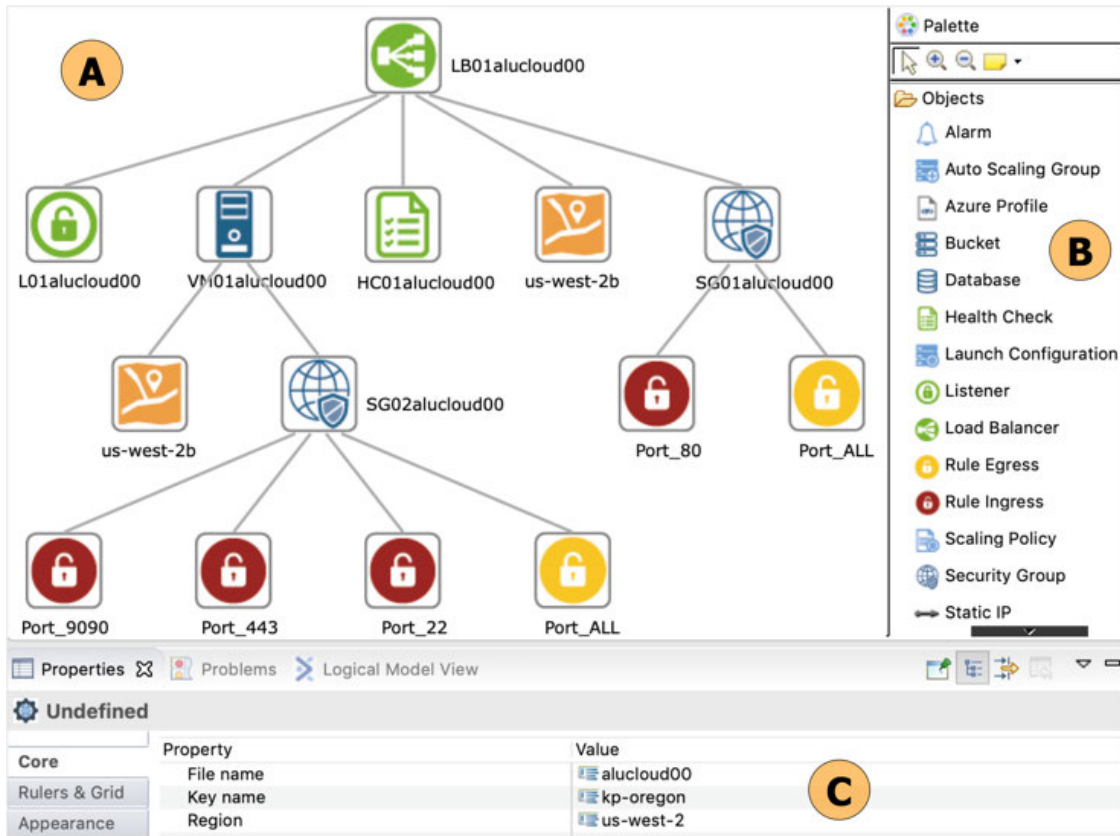 A
LB01alucloud00
L01alucloud00
VM01alucloud00
HC01alucloud00
us-west-2b
SG01alucloud00
us-west-2b
SG02alucloud00
Port_80
Port_ALL
Port_9090
Port_443
Port_22
Port_ALL
Palette
Objects
Alarm
Auto Scaling Group
Azure Profile
Bucket
B
Database
Health Check
Launch Configuration
Listener
Load Balancer
Rule Egress
Rule Ingress
Scaling Policy
Security Group
Static IP
Properties Problems Logical Model View
Undefined
Core
Rulers & Grid
Appearance
Property Value
File name alucloud00
Key name kp-oregon
Region us-west-2
C